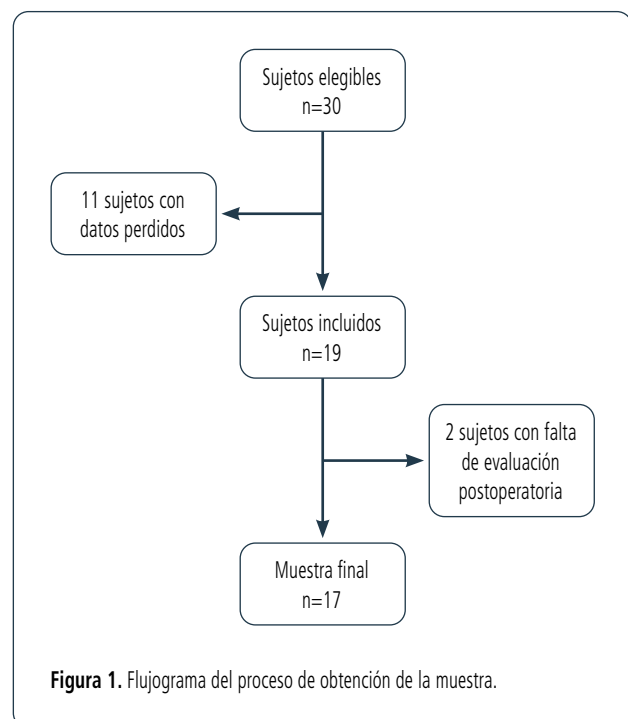 Sujetos elegibles
n=30
11 sujetos con
datos perdidos
Sujetos incluidos
n=19
2 sujetos con falta
de evaluación
postoperatoria
Muestra final
n=17
Figura 1. Flujograma del proceso de obtención de la muestra.